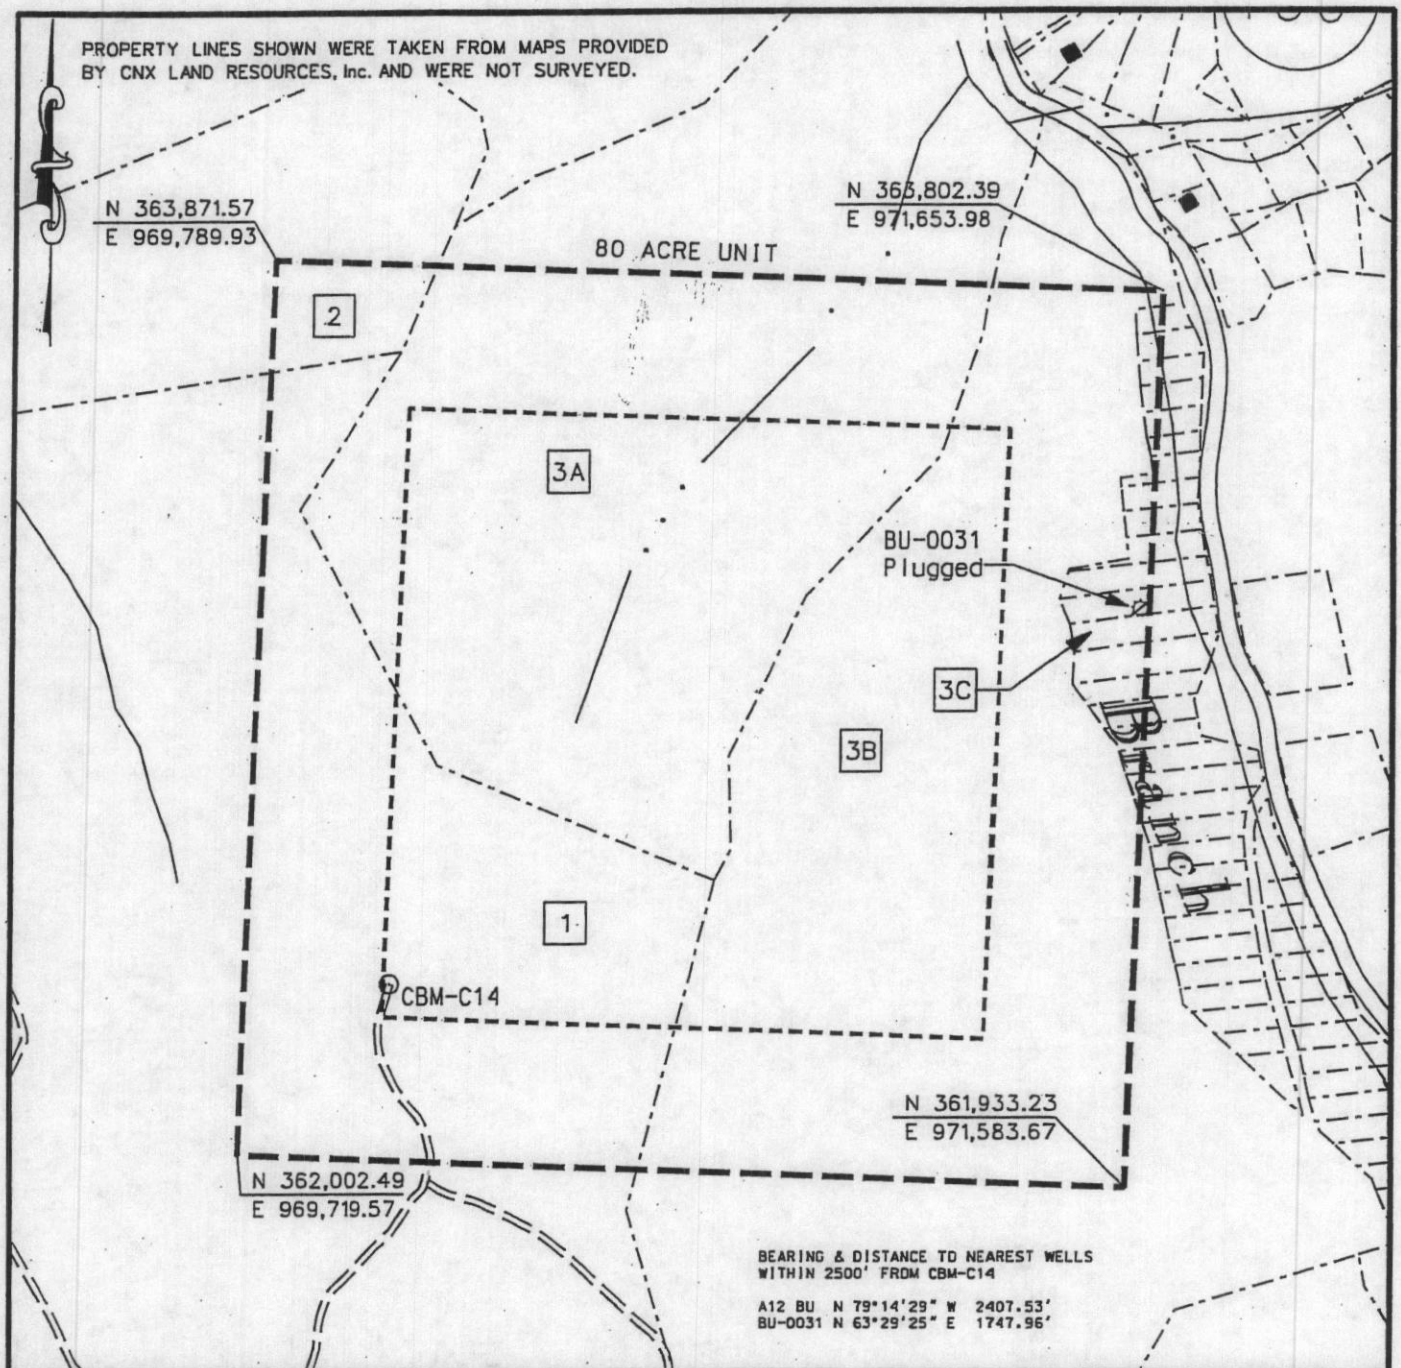 PROPERTY LINES SHOWN WERE TAKEN FROM MAPS PROVIDED
BY CNX LAND RESOURCES, Inc. AND WERE NOT SURVEYED.
N 363,871.57
E 969,789.93
N 363,802.39
E 971,653.98
80 ACRE UNIT
2
3A
BU-0031
Plugged
3C
3B
Branch
1
CBM-C14
N 361,933.23
E 971,583.67
N 362,002.49
E 969,719.57
BEARING & DISTANCE TO NEAREST WELLS
WITHIN 2500' FROM CBM-C14
A12 BU N 79°14'29" W 2407.53'
BU-0031 N 63°29'25" E 1747.96'